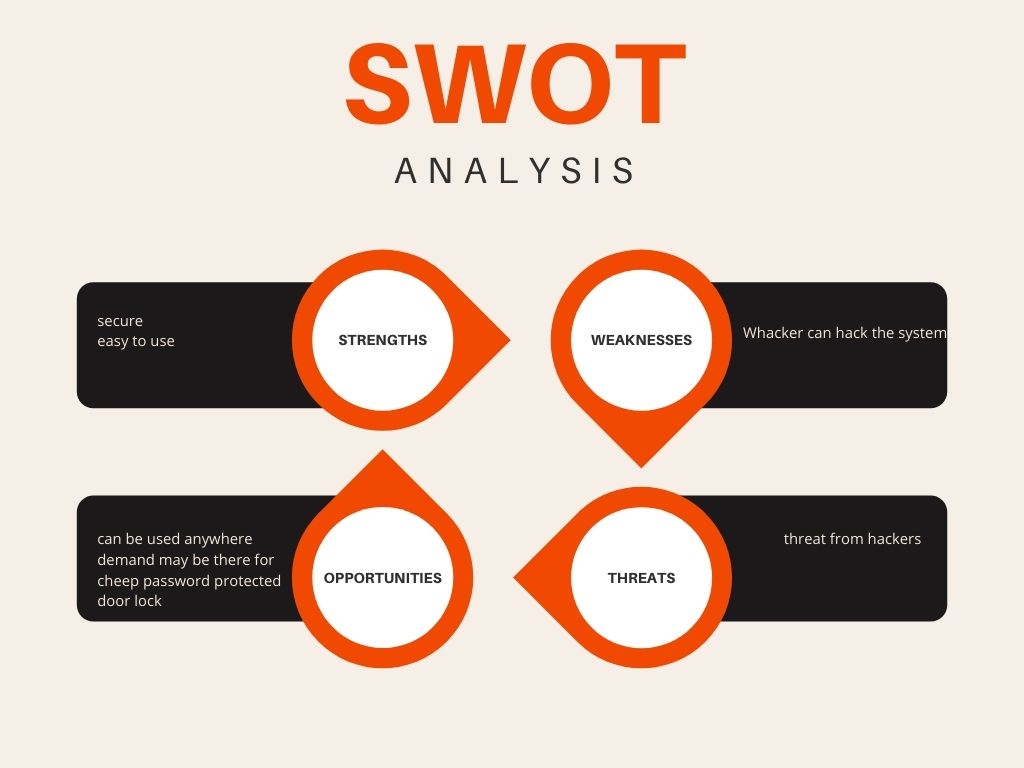 SWOT
ANALYSIS
secure
easy to use
STRENGTHS
WEAKNESSES
Whacker can hack the system
can be used anywhere
demand may be there for
cheep password protected
door lock
OPPORTUNITIES
THREATS
threat from hackers